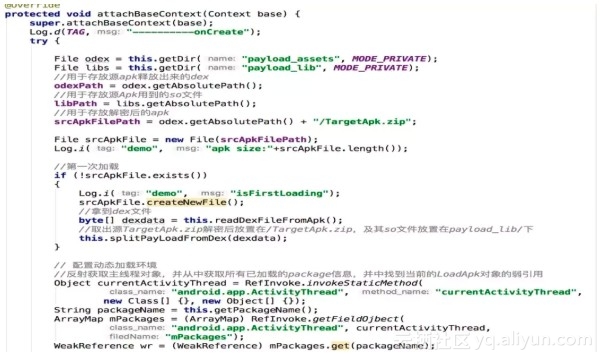 @Override
protected void attachBaseContext(Context base) {
super.attachBaseContext(base);
Log.d(TAG, msg: "----------onCreate");
try {
File odex = this.getDir( name: "payload_assets", MODE_PRIVATE);
File libs = this.getDir( name: "payload_lib", MODE_PRIVATE);
//用于存放源apk释放出来的dex
odexPath = odex.getAbsolutePath();
//用于存放源Apk用到的so文件
libPath = libs.getAbsolutePath();
//用于存放解密后的apk
srcApkFilePath = odex.getAbsolutePath() + "/TargetApk.zip";
File srcApkFile = new File(srcApkFilePath);
Log.i( tag: "demo", msg: "apk size:"+srcApkFile.length());
//第一次加载
if (!srcApkFile.exists())
{
Log.i( tag: "demo", msg: "isFirstLoading");
srcApkFile.createNewFile();
//拿到dex文件
byte[] dexdata = this.readDexFileFromApk();
//取出源TargetApk.zip解密后放置在/TargetApk.zip，及其so文件放置在payload_lib/下
this.splitPayLoadFromDex(dexdata);
}
// 配置动态加载环境
//反射获取主线程对象，并从中获取所有已加载的package信息，并中找到当前的LoadApk对象的弱引用
Object currentActivityThread = RefInvoke.invokeStaticMethod(
class_name: "android.app.ActivityThread", method_name: "currentActivityThread",
new Class[] {}, new Object[] {});
String packageName = this.getPackageName();
ArrayMap mPackages = (ArrayMap) RefInvoke.getFieldOjbect(
class_name: "android.app.ActivityThread", currentActivityThread,
filedName: "mPackages");
WeakReference wr = (WeakReference) mPackages.get(packageName);
云栖社区 yq.aliyun.com